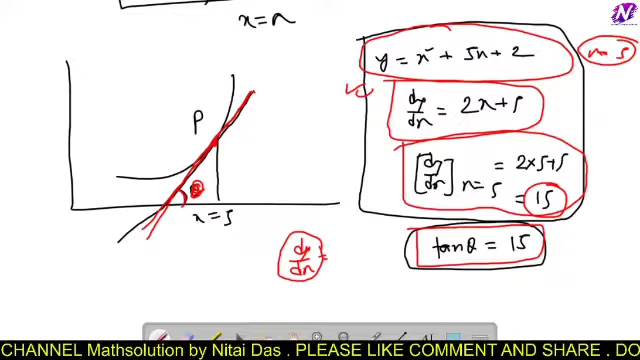 x = n
N
y = x² + 5x + 2
x = 5
dy/dx = 2x + 5
[dy/dx] x = 5 = 2×5+5
= 15
P
θ
x = 5
tanθ = 15
dy/dx =
CHANNEL Mathsolution by Nitai Das . PLEASE LIKE COMMENT AND SHARE . DO